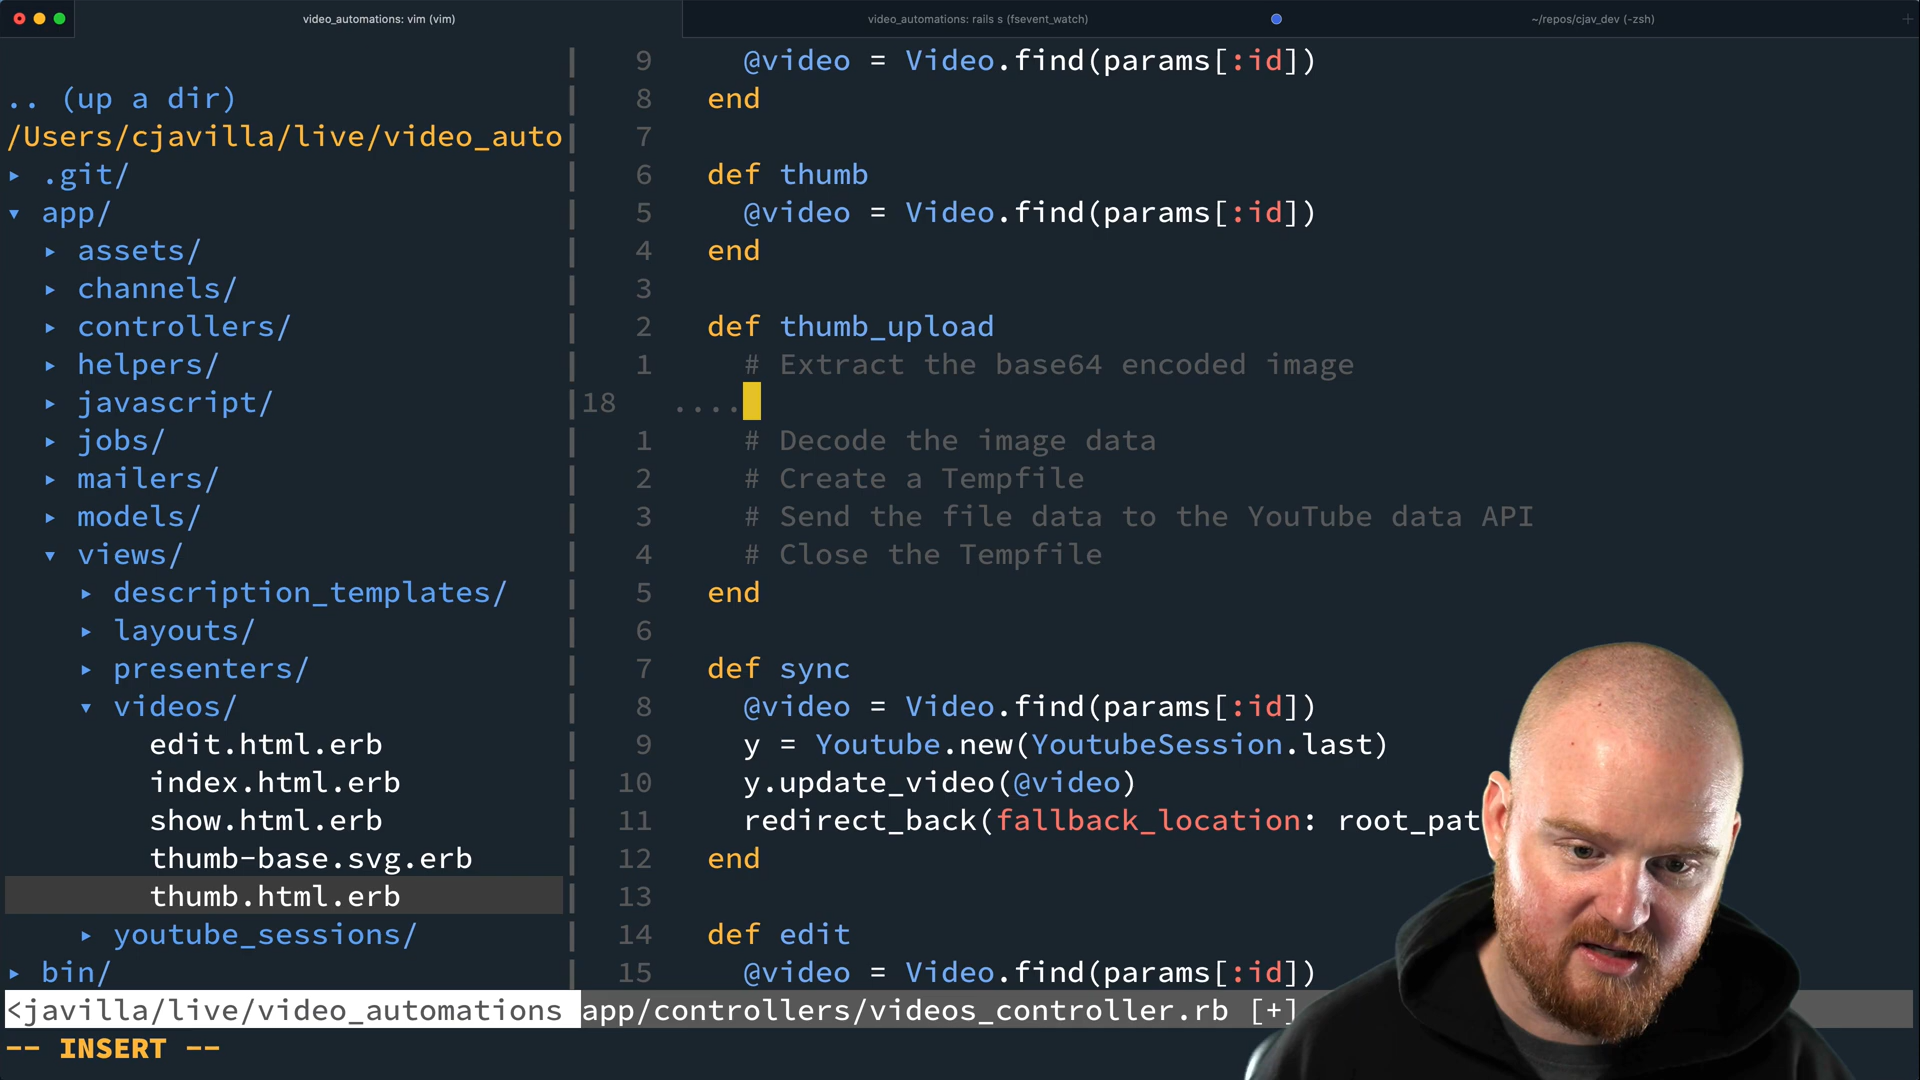 video_automations: vim (vim)
video_automations: rails s (fsevent_watch)
~/repos/cjav_dev (-zsh)
.. (up a dir)
/Users/cjavilla/live/video_auto
▸ .git/
▾ app/
▸ assets/
▸ channels/
▸ controllers/
▸ helpers/
▸ javascript/
▸ jobs/
▸ mailers/
▸ models/
▾ views/
▸ description_templates/
▸ layouts/
▸ presenters/
▾ videos/
edit.html.erb
index.html.erb
show.html.erb
thumb-base.svg.erb
thumb.html.erb
▸ youtube_sessions/
▸ bin/
<javilla/live/video_automations
9 @video = Video.find(params[:id])
8 end
7
6 def thumb
5 @video = Video.find(params[:id])
4 end
3
2 def thumb_upload
1 # Extract the base64 encoded image
18 ....
1 # Decode the image data
2 # Create a Tempfile
3 # Send the file data to the YouTube data API
4 # Close the Tempfile
5 end
6
7 def sync
8 @video = Video.find(params[:id])
9 y = Youtube.new(YoutubeSession.last)
10 y.update_video(@video)
11 redirect_back(fallback_location: root_pat
12 end
13
14 def edit
15 @video = Video.find(params[:id])
app/controllers/videos_controller.rb [+]
-- INSERT --